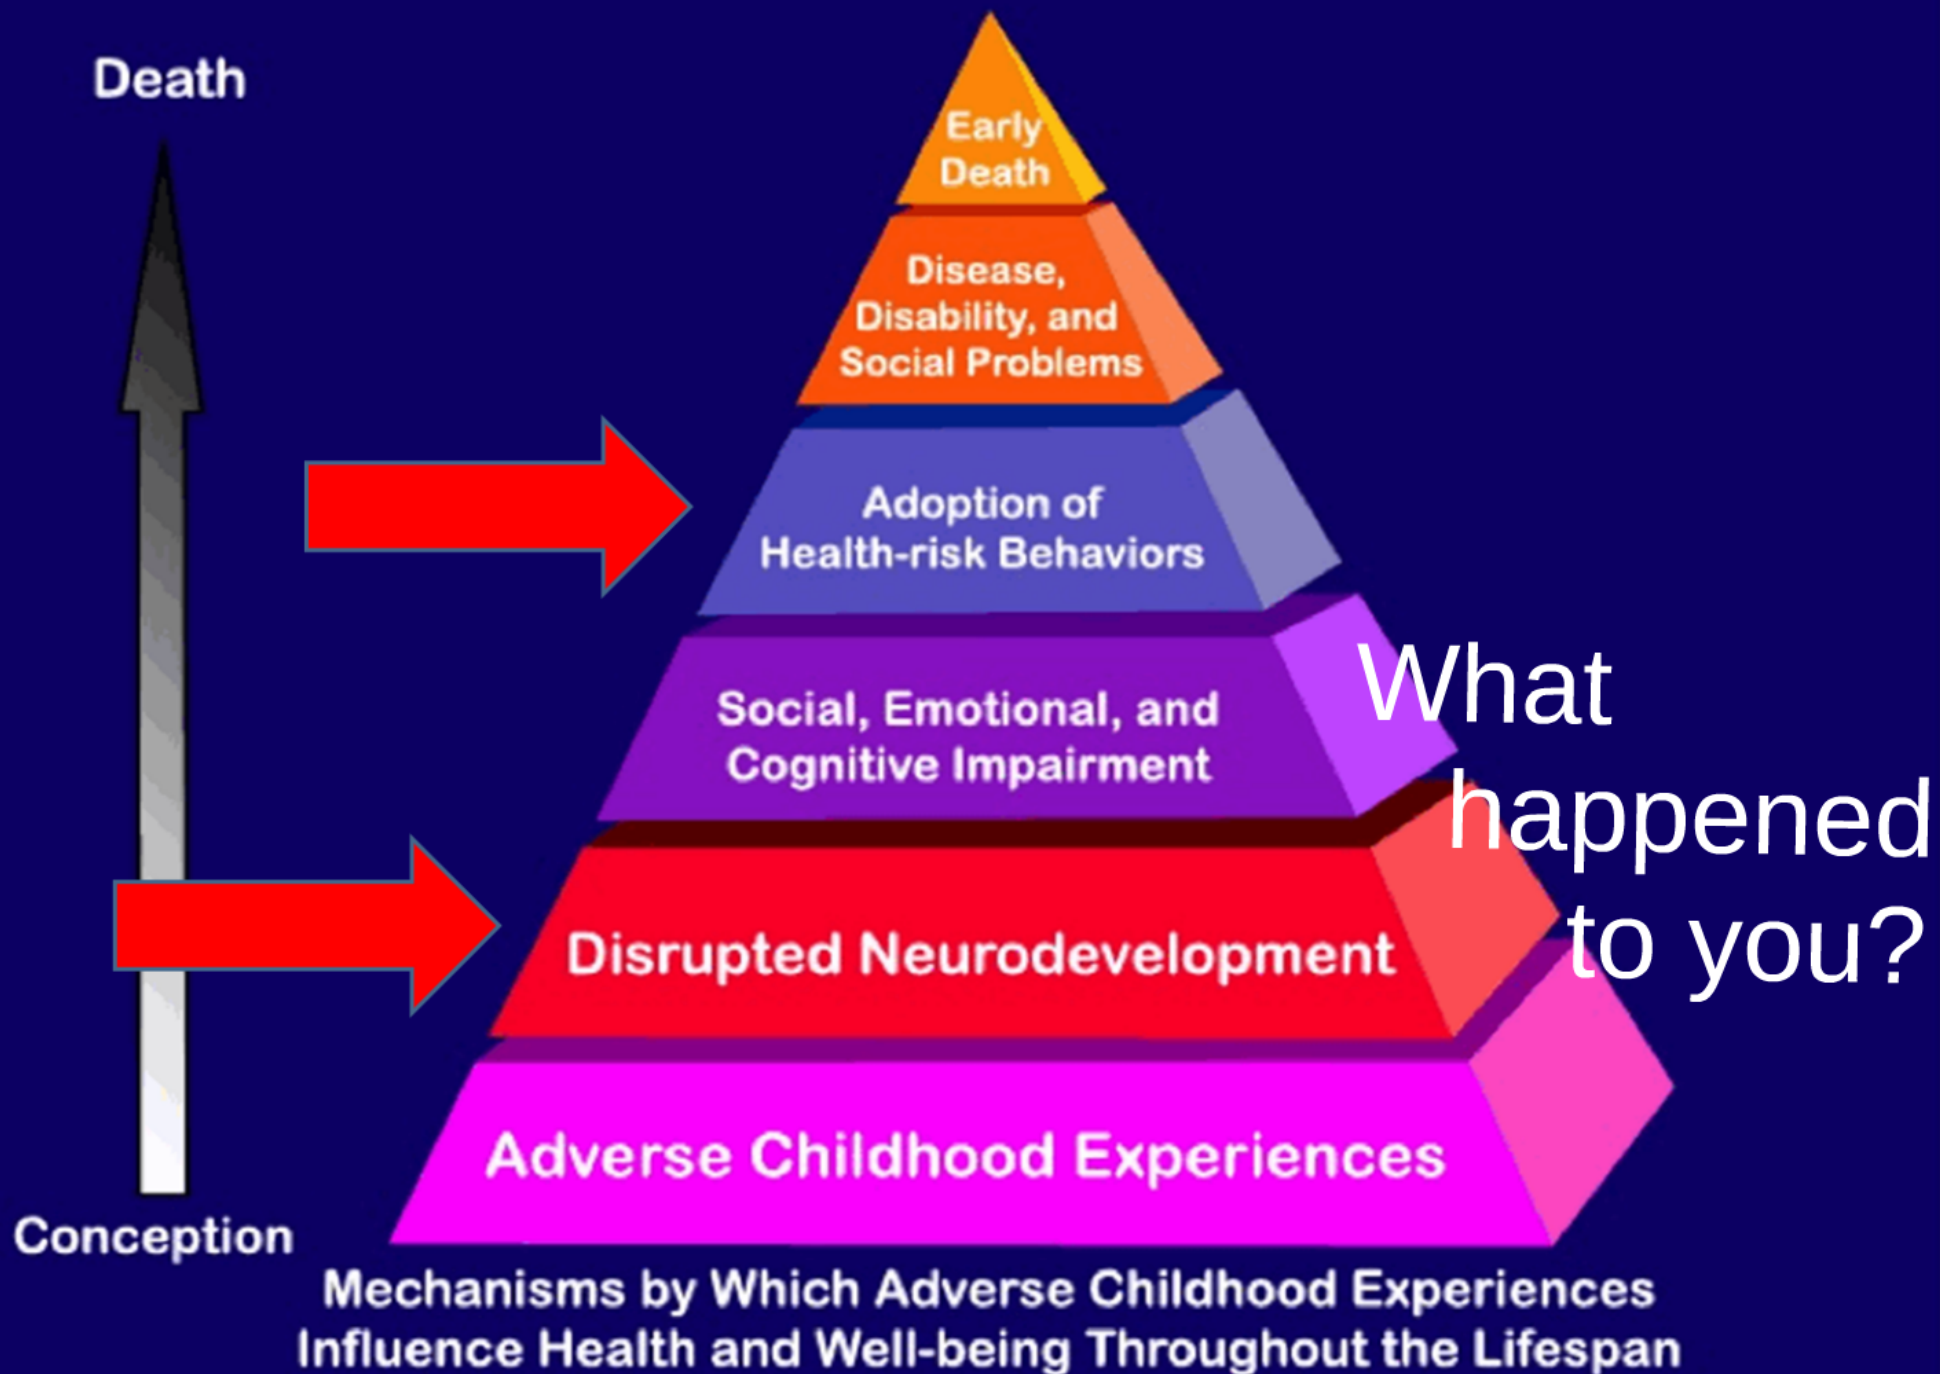 Death
Early
Death
Disease,
Disability, and
Social Problems
Adoption of
Health-risk Behaviors
Social, Emotional, and
Cognitive Impairment
What
happened
to you?
Disrupted Neurodevelopment
Adverse Childhood Experiences
Conception
Mechanisms by Which Adverse Childhood Experiences
Influence Health and Well-being Throughout the Lifespan